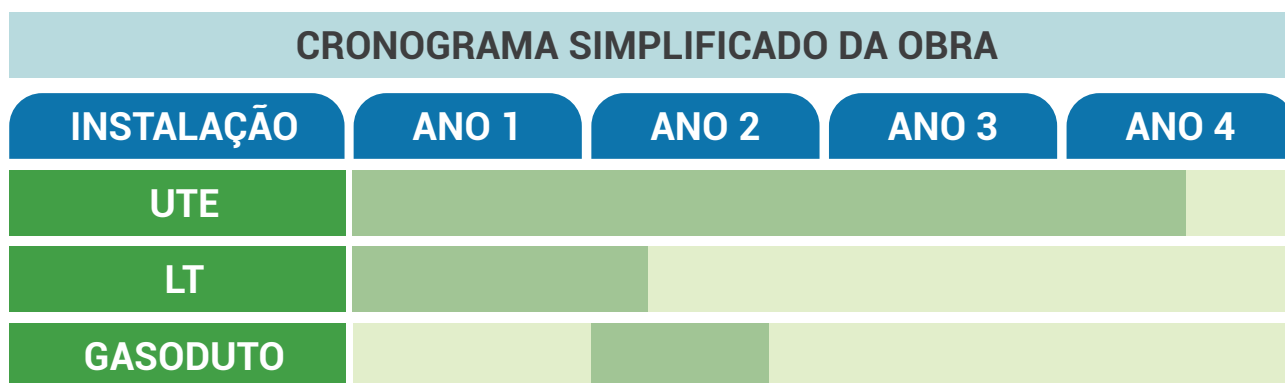 CRONOGRAMA SIMPLIFICADO DA OBRA
INSTALAÇÃO ANO 1 ANO 2 ANO 3 ANO 4
UTE
LT
GASODUTO